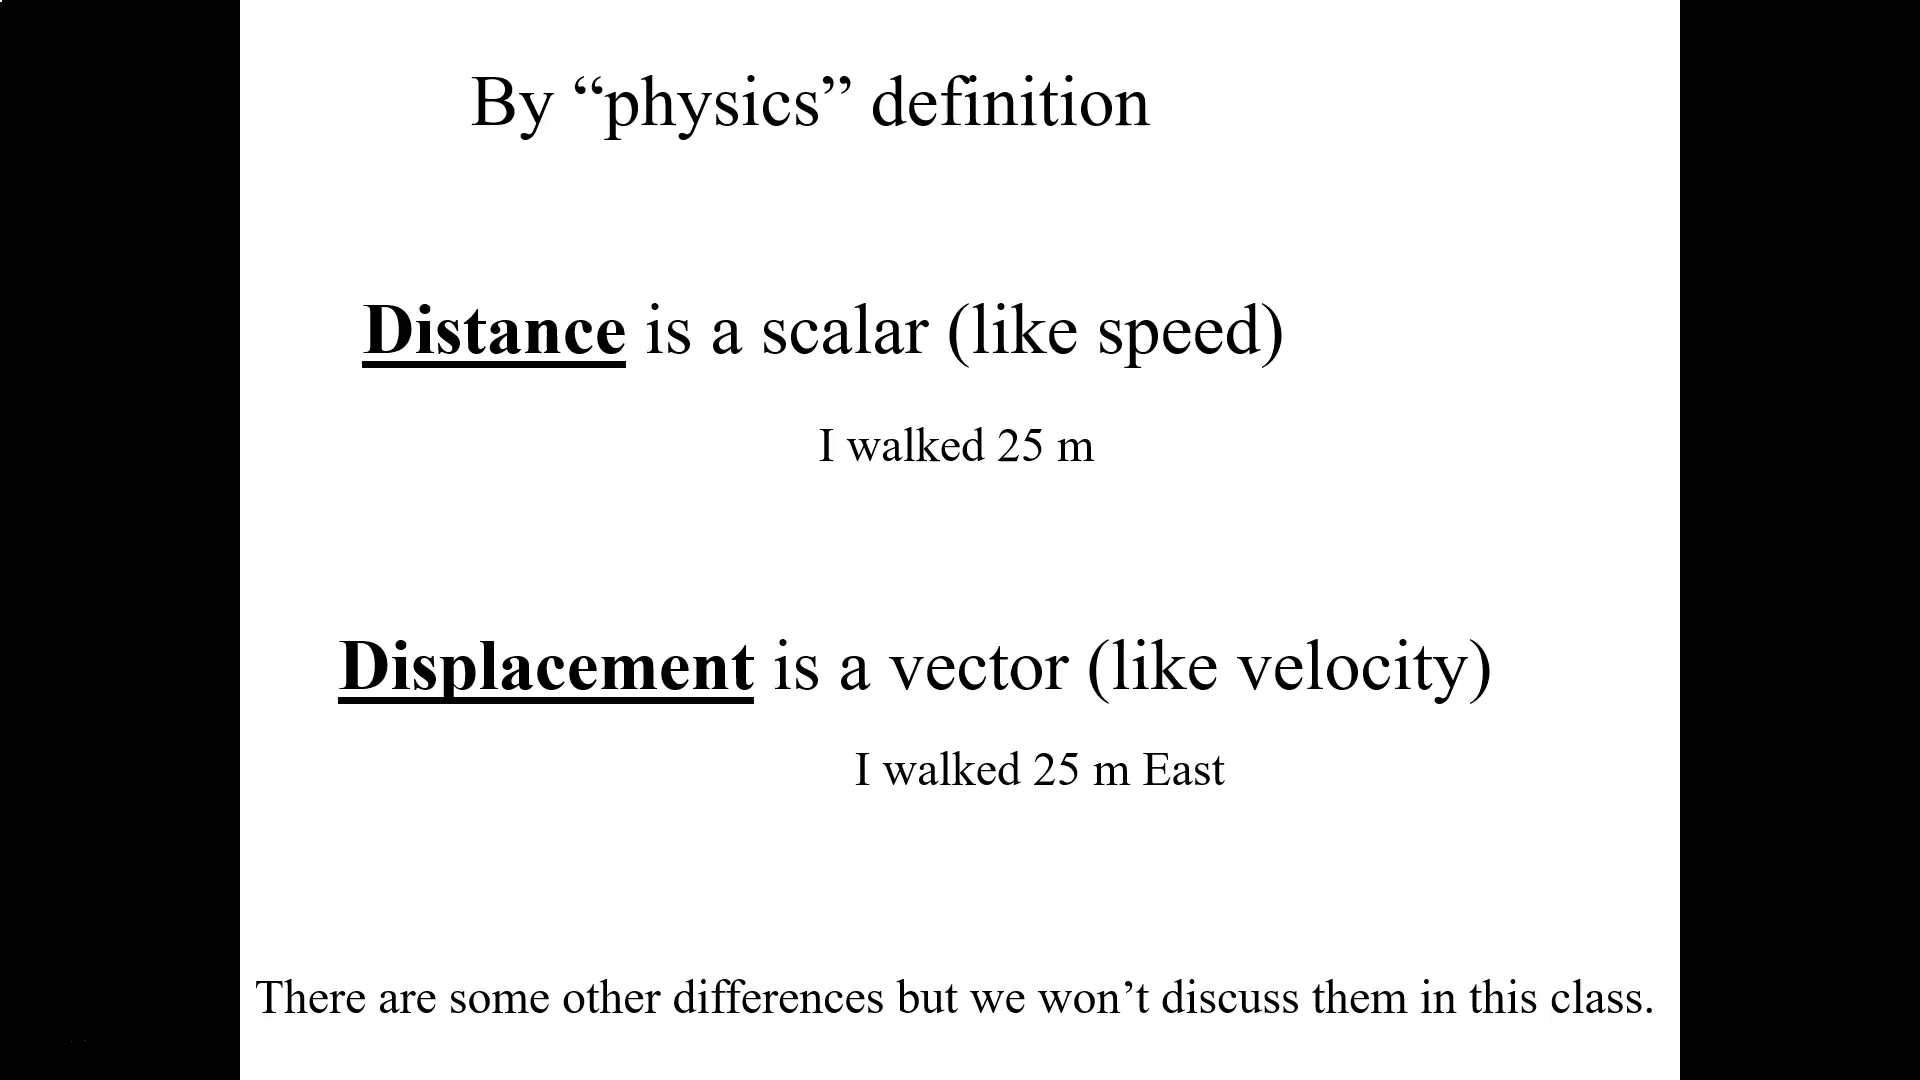 By “physics” definition
Distance is a scalar (like speed)
I walked 25 m
Displacement is a vector (like velocity)
I walked 25 m East
There are some other differences but we won’t discuss them in this class.